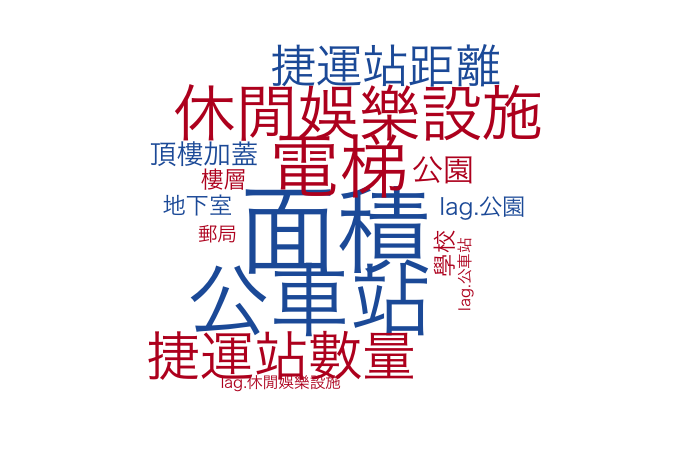 捷運站距離
休閒娛樂設施
電梯
頂樓加蓋
公園
樓層
地下室
面積
lag.公園
郵局
學校
lag.公車站
公車站
捷運站數量
lag.休閒娛樂設施